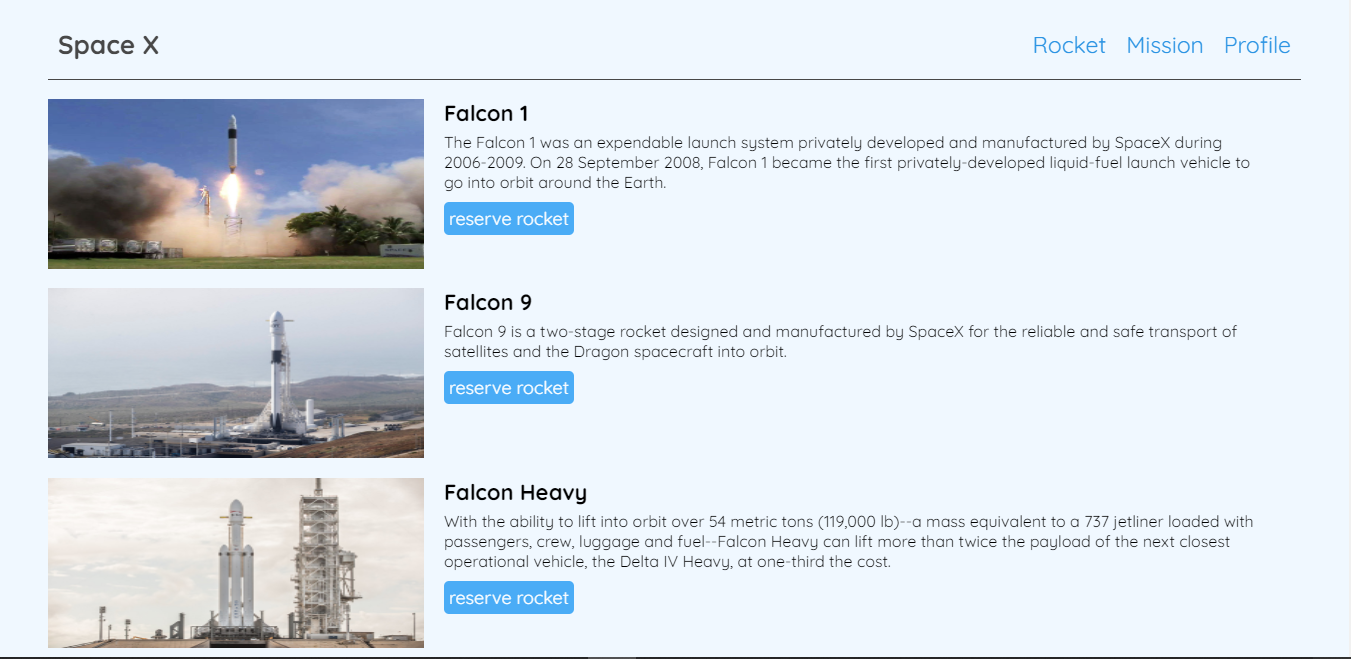 Space X
Rocket Mission Profile
Falcon 1
The Falcon 1 was an expendable launch system privately developed and manufactured by SpaceX during
2006-2009. On 28 September 2008, Falcon 1 became the first privately-developed liquid-fuel launch vehicle to
go into orbit around the Earth.
reserve rocket
Falcon 9
Falcon 9 is a two-stage rocket designed and manufactured by SpaceX for the reliable and safe transport of
satellites and the Dragon spacecraft into orbit.
reserve rocket
Falcon Heavy
With the ability to lift into orbit over 54 metric tons (119,000 lb)--a mass equivalent to a 737 jetliner loaded with
passengers, crew, luggage and fuel--Falcon Heavy can lift more than twice the payload of the next closest
operational vehicle, the Delta IV Heavy, at one-third the cost.
reserve rocket